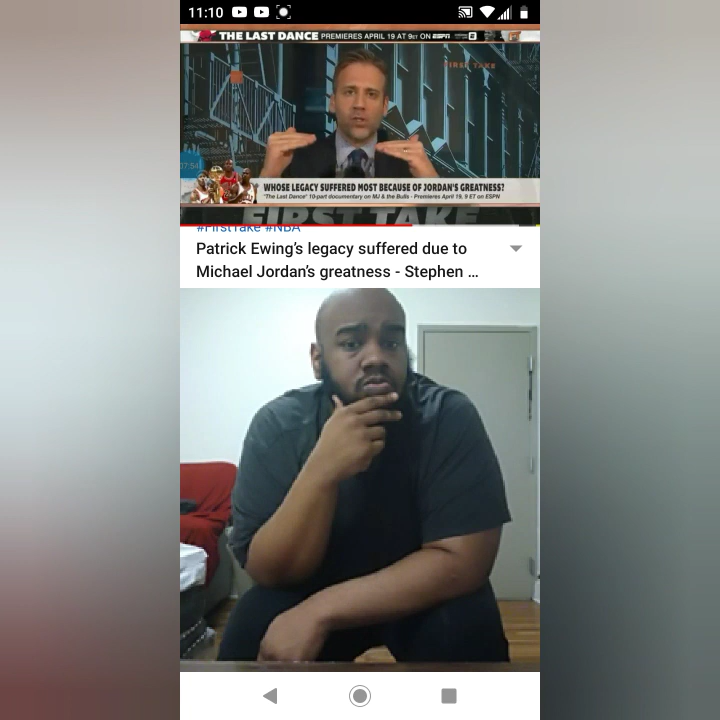 11:10
THE LAST DANCE PREMIERES APRIL 19 AT 9ET ON ESPN
FIRST TAKE
07:54
WHOSE LEGACY SUFFERED MOST BECAUSE OF JORDAN'S GREATNESS?
"The Last Dance" 10-part documentary on MJ & the Bulls - Premieres April 19, 9 ET on ESPN
FIRST TAKE
#FirstTake #NBA
Patrick Ewing's legacy suffered due to
Michael Jordan's greatness - Stephen ...